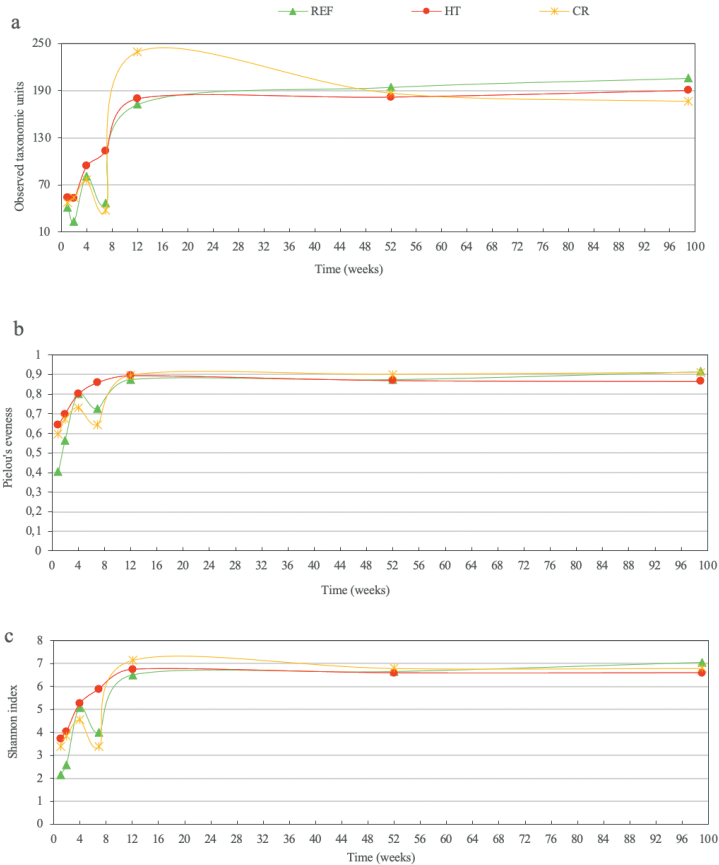 REF HT CR
a
Observed taxonomic units
250
190
130
70
10
0 4 8 12 16 20 24 28 32 36 40 44 48 52 56 60 64 68 72 76 80 84 88 92 96 100
Time (weeks)
b
Pielou's eveness
1
0,9
0,8
0,7
0,6
0,5
0,4
0,3
0,2
0,1
0
0 4 8 12 16 20 24 28 32 36 40 44 48 52 56 60 64 68 72 76 80 84 88 92 96 100
Time (weeks)
c
Shannon index
8
7
6
5
4
3
2
1
0
0 4 8 12 16 20 24 28 32 36 40 44 48 52 56 60 64 68 72 76 80 84 88 92 96 100
Time (weeks)